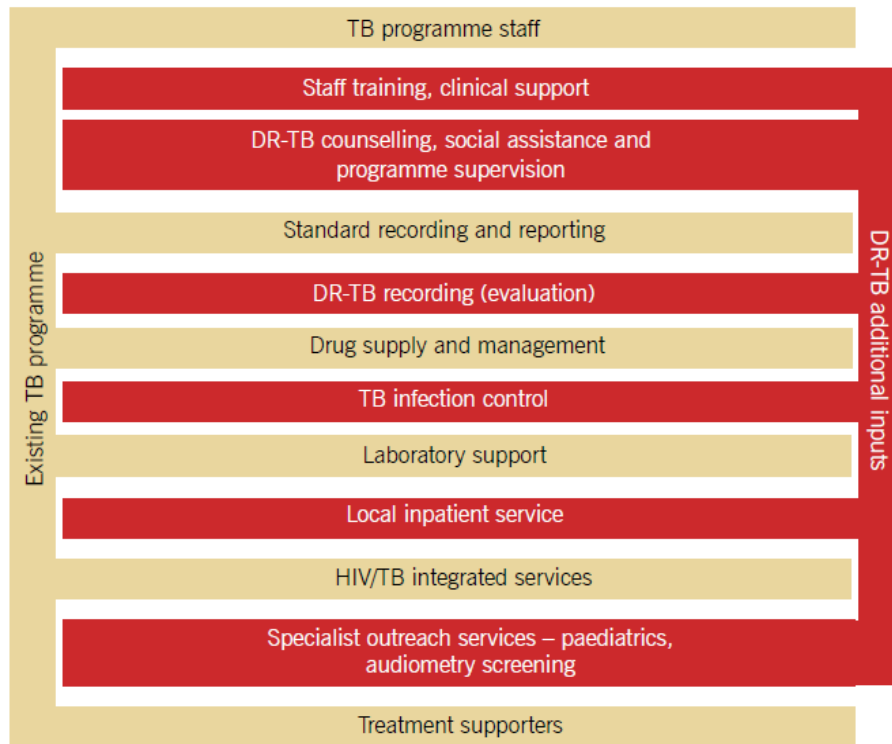 TB programme staff
Staff training, clinical support
DR-TB counselling, social assistance and
programme supervision
Standard recording and reporting
DR-TB recording (evaluation)
Drug supply and management
TB infection control
Laboratory support
Local inpatient service
HIV/TB integrated services
Specialist outreach services – paediatrics,
audiometry screening
Treatment supporters
Existing TB programme
DR-TB additional inputs